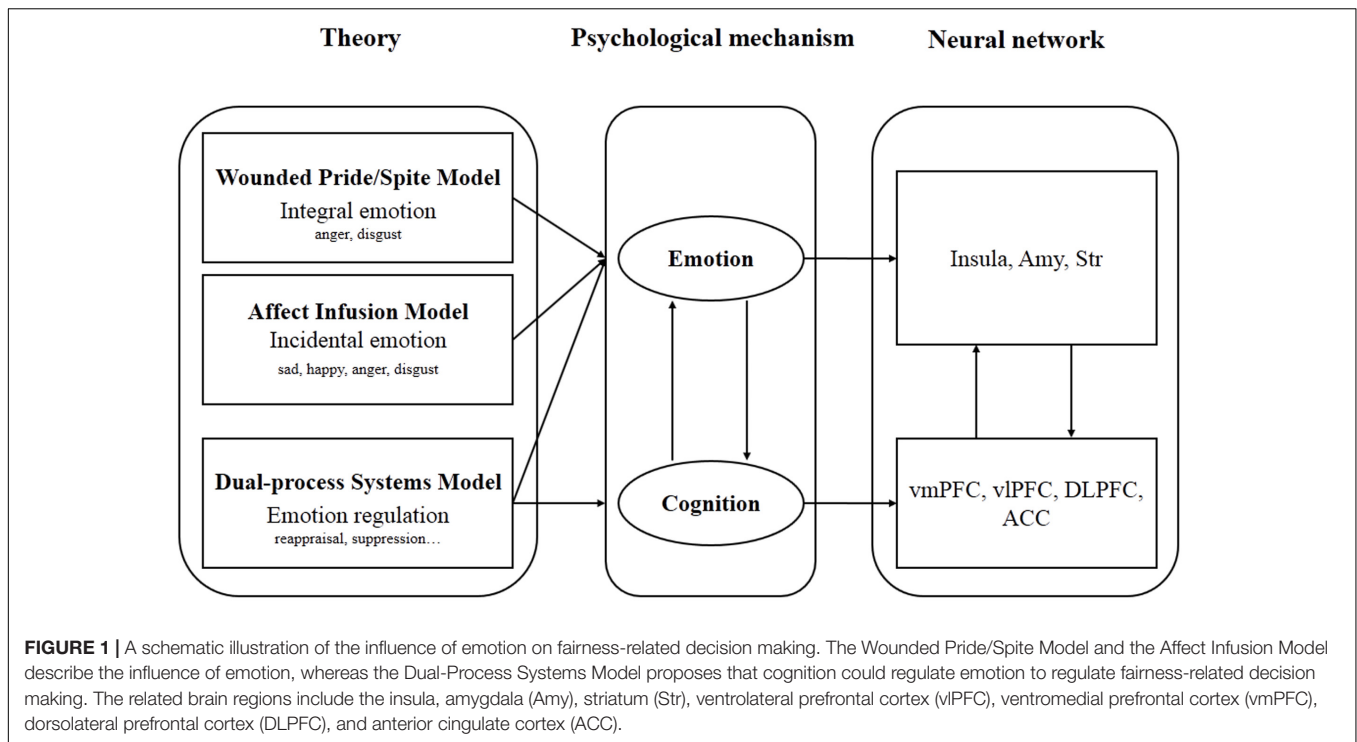 Theory
Psychological mechanism
Neural network
Wounded Pride/Spite Model
Integral emotion
anger, disgust
Affect Infusion Model
Incidental emotion
sad, happy, anger, disgust
Dual-process Systems Model
Emotion regulation
reappraisal, suppression…
Emotion
Cognition
Insula, Amy, Str
vmPFC, vlPFC, DLPFC,
ACC
FIGURE 1 | A schematic illustration of the influence of emotion on fairness-related decision making. The Wounded Pride/Spite Model and the Affect Infusion Model
describe the influence of emotion, whereas the Dual-Process Systems Model proposes that cognition could regulate emotion to regulate fairness-related decision
making. The related brain regions include the insula, amygdala (Amy), striatum (Str), ventrolateral prefrontal cortex (vlPFC), ventromedial prefrontal cortex (vmPFC),
dorsolateral prefrontal cortex (DLPFC), and anterior cingulate cortex (ACC).